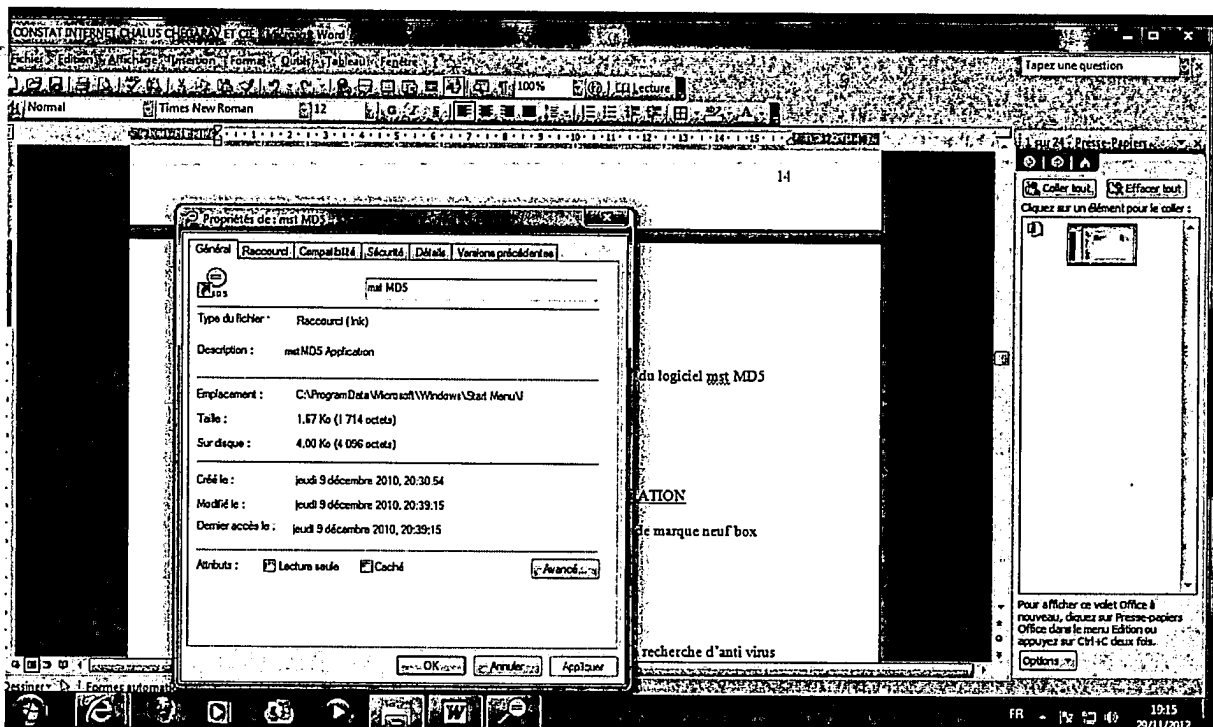 CONSTAT INTERNET CHALUS CHEGARAY ET CIE Microsoft Word
Fichier Edition Affichage Insertion Format Outils Tableau Fenêtre
Tapez une question
100%
Lecture
Normal
Times New Roman
12
1 sur 24 - Presse-Papiers
Coller tout
Effacer tout
Cliquez sur un élément pour le coller :
14
Propriétés de : mst MD5
Général
Raccourci
Compatibilité
Sécurité
Détails
Versions précédentes
mst MD5
Type du fichier :
Raccourci (.lnk)
Description :
mstMD5 Application
Emplacement :
C:\ProgramData\Microsoft\Windows\Start Menu\
Taille :
1.67 Ko (1 714 octets)
Sur disque :
4.00 Ko (4 096 octets)
Créé le :
jeudi 9 décembre 2010, 20:30:54
Modifié le :
jeudi 9 décembre 2010, 20:39:15
Dernier accès le :
jeudi 9 décembre 2010, 20:39:15
Attributs :
Lecture seule
Caché
Avancé...
OK
Annuler
Appliquer
du logiciel mst MD5
ATION
de marque neuf box
recherche d'anti virus
Pour afficher ce volet Office à
nouveau, cliquez sur Presse-papiers
Office dans le menu Edition ou
appuyez sur Ctrl+C deux fois.
Options
Dessiner
Formes automat
FR
19:15
29/11/2012